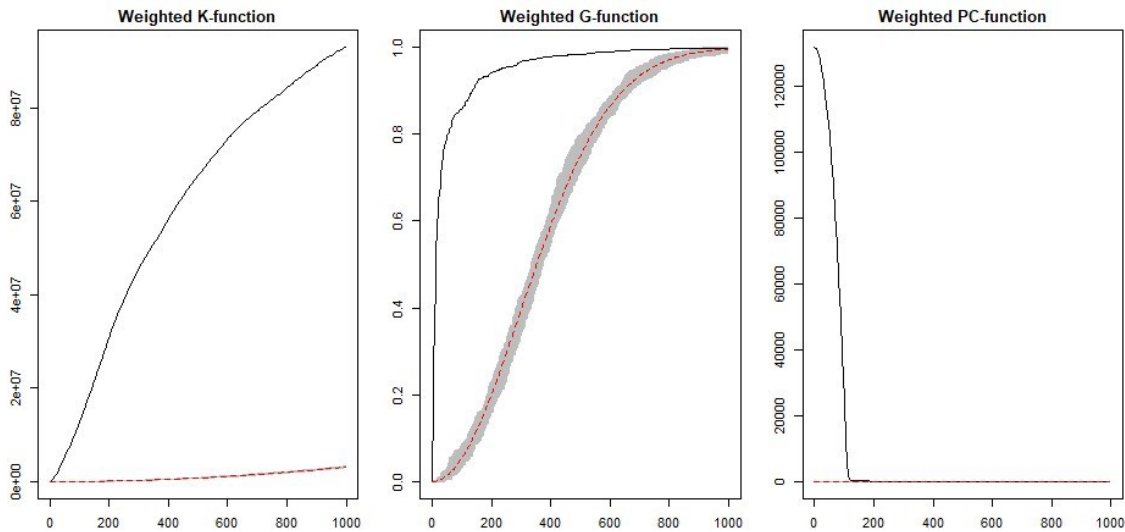 Weighted K-function
0e+00 2e+07 4e+07 6e+07 8e+07
0 200 400 600 800 1000
Weighted G-function
0.0 0.2 0.4 0.6 0.8 1.0
0 200 400 600 800 1000
Weighted PC-function
0 20000 40000 60000 80000 100000 120000
0 200 400 600 800 1000